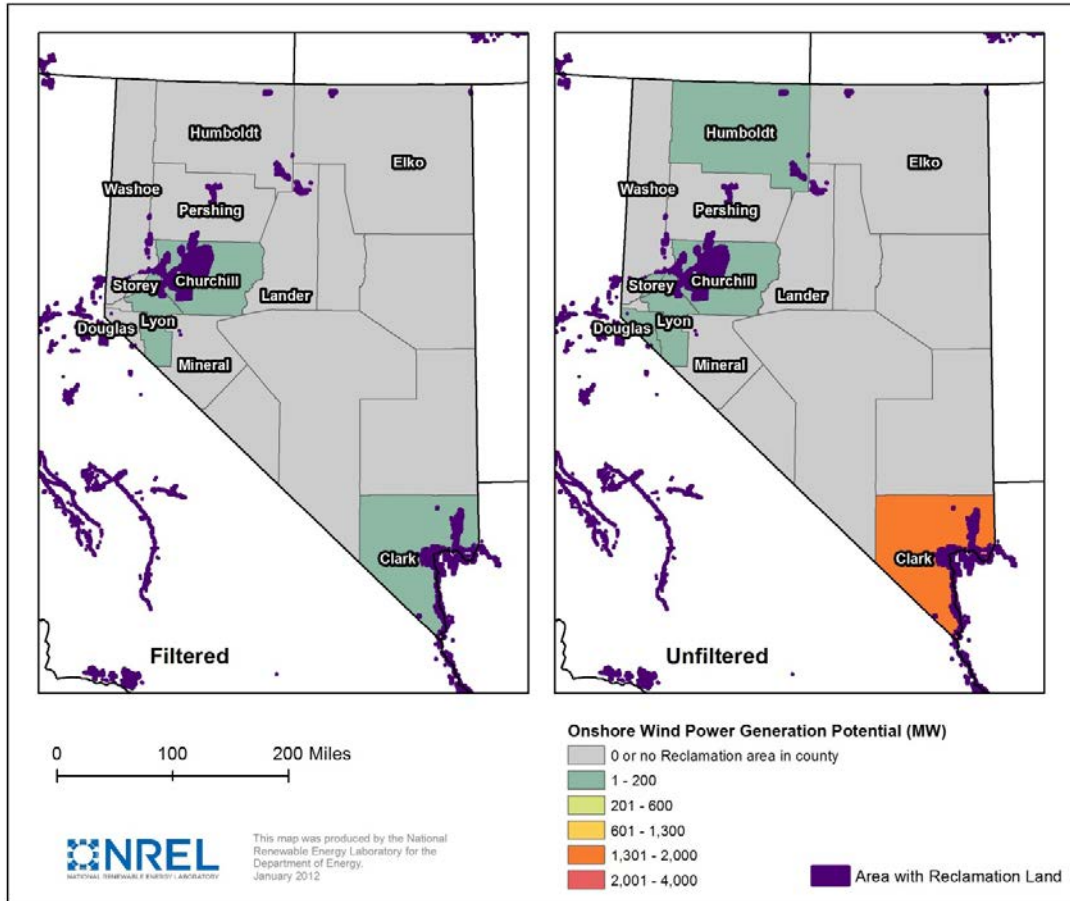 Humboldt
Elko
Washoe
Pershing
Storey
Churchill
Lander
Lyon
Douglas
Mineral
Clark
Filtered
Humboldt
Elko
Washoe
Pershing
Storey
Churchill
Lander
Lyon
Douglas
Mineral
Clark
Unfiltered
0 100 200 Miles
NREL
NATIONAL RENEWABLE ENERGY LABORATORY
This map was produced by the National
Renewable Energy Laboratory for the
Department of Energy.
January 2012
Onshore Wind Power Generation Potential (MW)
0 or no Reclamation area in county
1 - 200
201 - 600
601 - 1,300
1,301 - 2,000
2,001 - 4,000
Area with Reclamation Land